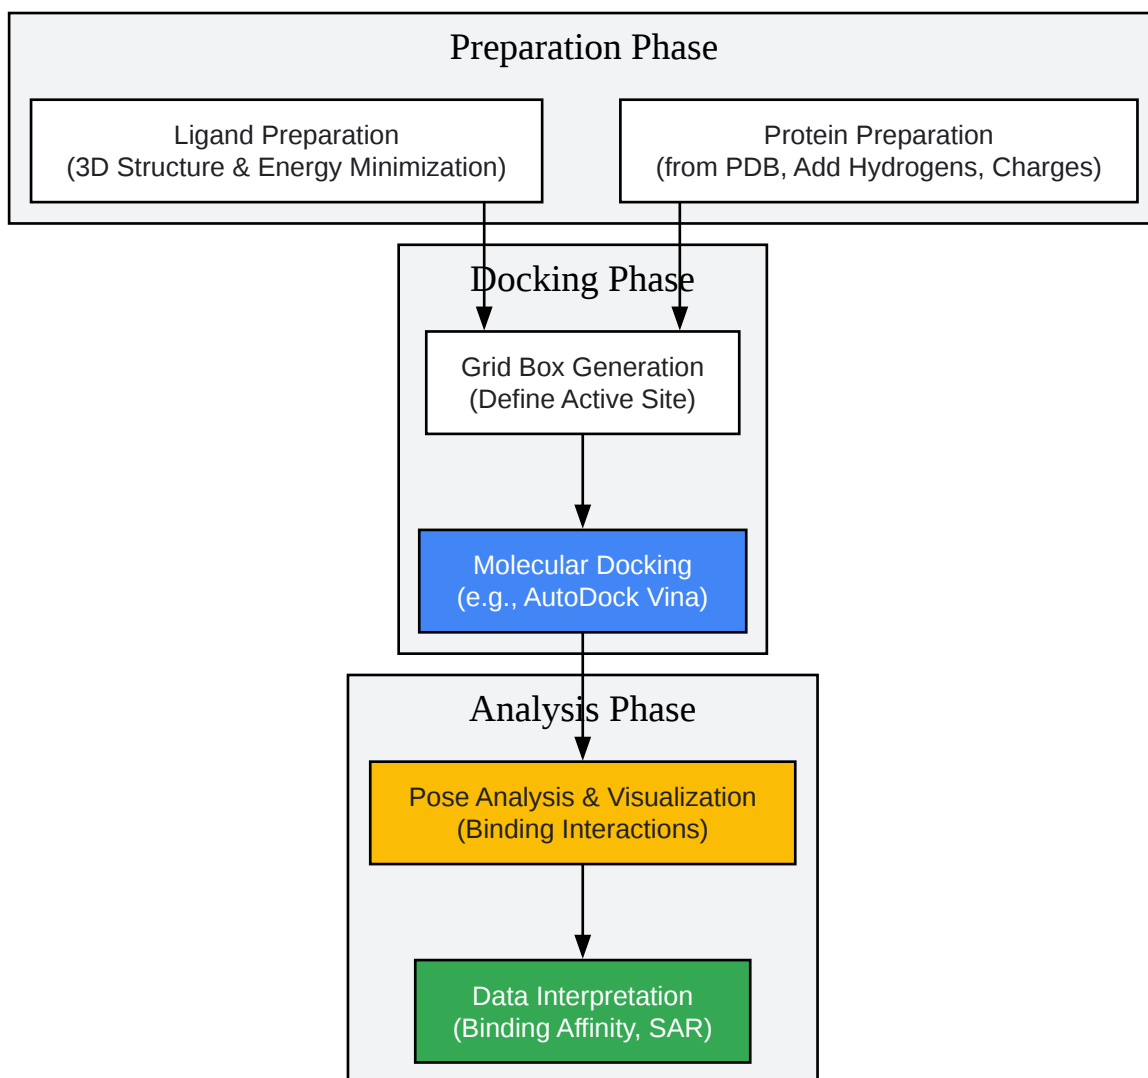 Preparation Phase
Ligand Preparation
(3D Structure & Energy Minimization)
Protein Preparation
(from PDB, Add Hydrogens, Charges)
Docking Phase
Grid Box Generation
(Define Active Site)
Molecular Docking
(e.g., AutoDock Vina)
Analysis Phase
Pose Analysis & Visualization
(Binding Interactions)
Data Interpretation
(Binding Affinity, SAR)